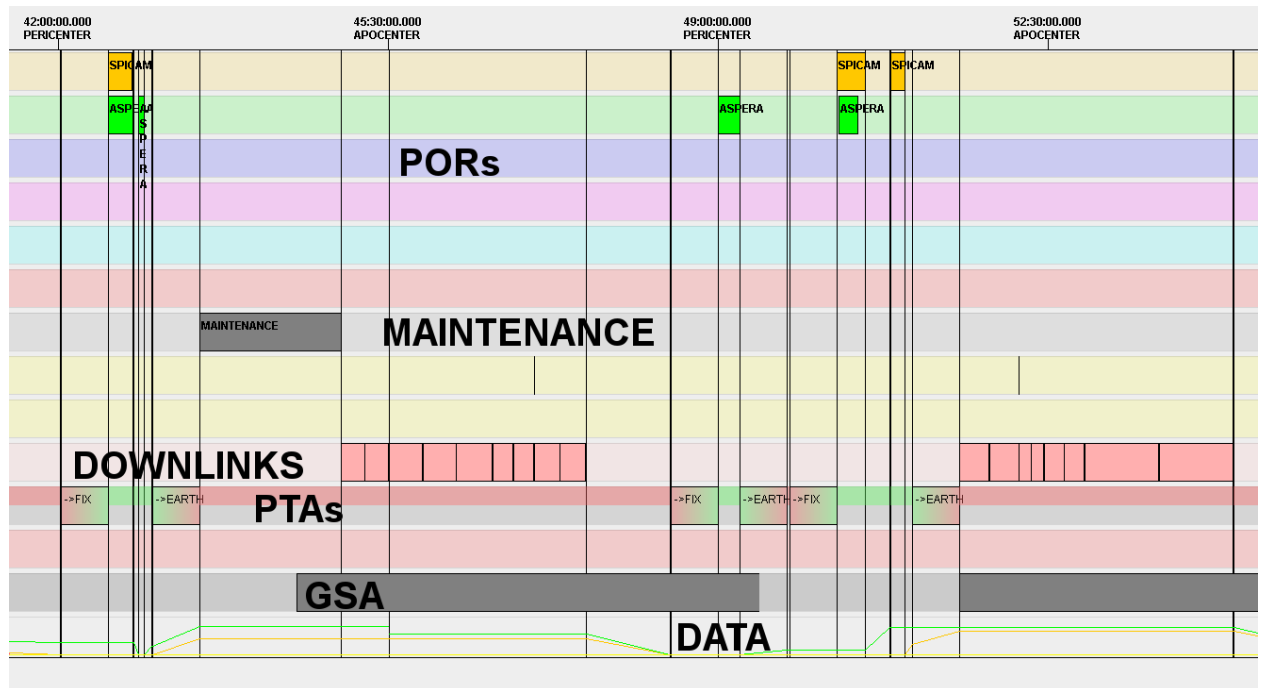 42:00:00.000 45:30:00.000 49:00:00.000 52:30:00.000
PERICENTER APOCENTER PERICENTER APOCENTER
SPICAM SPICAM SPICAM
ASPERA ASPERA ASPERA ASPERA
PORs
MAINTENANCE MAINTENANCE
DOWNLINKS
->FIX ->EARTH ->FIX ->EARTH ->FIX ->EARTH
PTAs
GSA
DATA